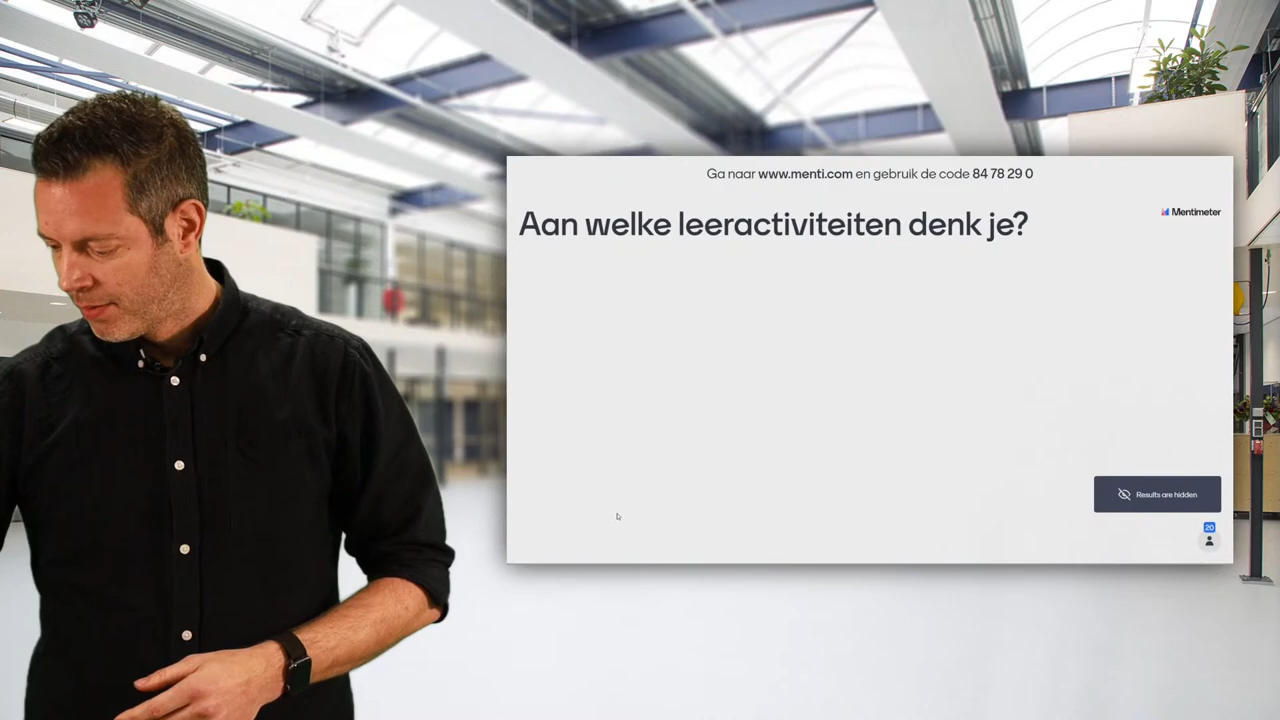 Ga naar www.menti.com en gebruik de code 84 78 29 0
Aan welke leeractiviteiten denk je?
Mentimeter
Results are hidden
20